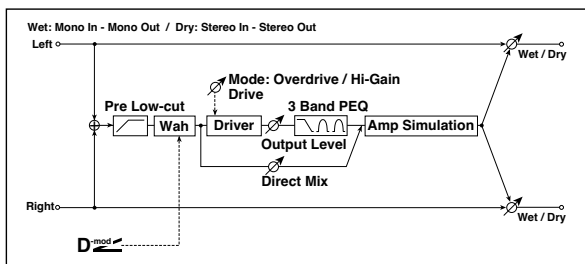 Wet: Mono In - Mono Out / Dry: Stereo In - Stereo Out
Left
Wet / Dry
Mode: Overdrive / Hi-Gain
Drive
Pre Low-cut
3 Band PEQ
Wah
Driver
Amp Simulation
Output Level
Direct Mix
Right
Wet / Dry
D-mod